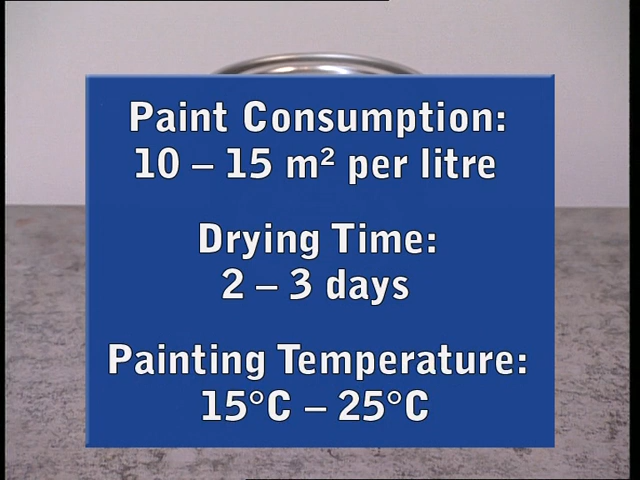 Paint Consumption:
10 – 15 m² per litre
Drying Time:
2 – 3 days
Painting Temperature:
15°C – 25°C